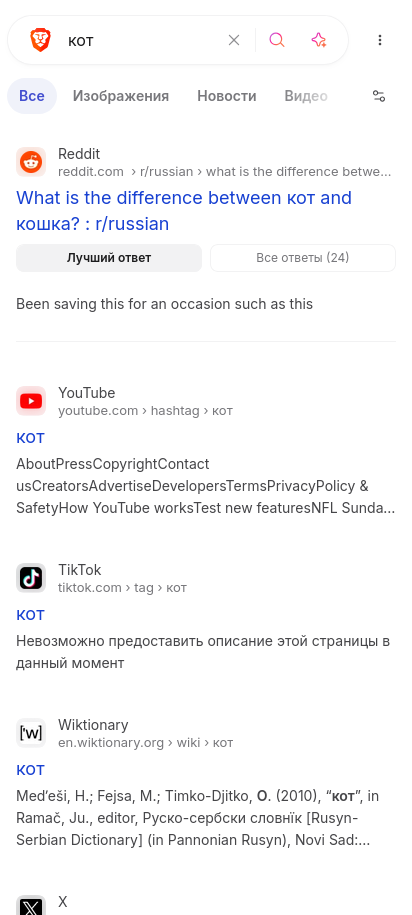 кот
Все Изображения Новости Видео
Reddit
reddit.com › r/russian › what is the difference betwe...
What is the difference between кот and
кошка? : r/russian
Лучший ответ Все ответы (24)
Been saving this for an occasion such as this
YouTube
youtube.com › hashtag › кот
кот
AboutPressCopyrightContact
usCreatorsAdvertiseDevelopersTermsPrivacyPolicy &
SafetyHow YouTube worksTest new featuresNFL Sunda...
TikTok
tiktok.com › tag › кот
кот
Невозможно предоставить описание этой страницы в
данный момент
['w]
Wiktionary
en.wiktionary.org › wiki › кот
кот
Med′eši, H.; Fejsa, M.; Timko-Djitko, O. (2010), “кот”, in
Ramač, Ju., editor, Руско-сербски словнїк [Rusyn-
Serbian Dictionary] (in Pannonian Rusyn), Novi Sad:...
X